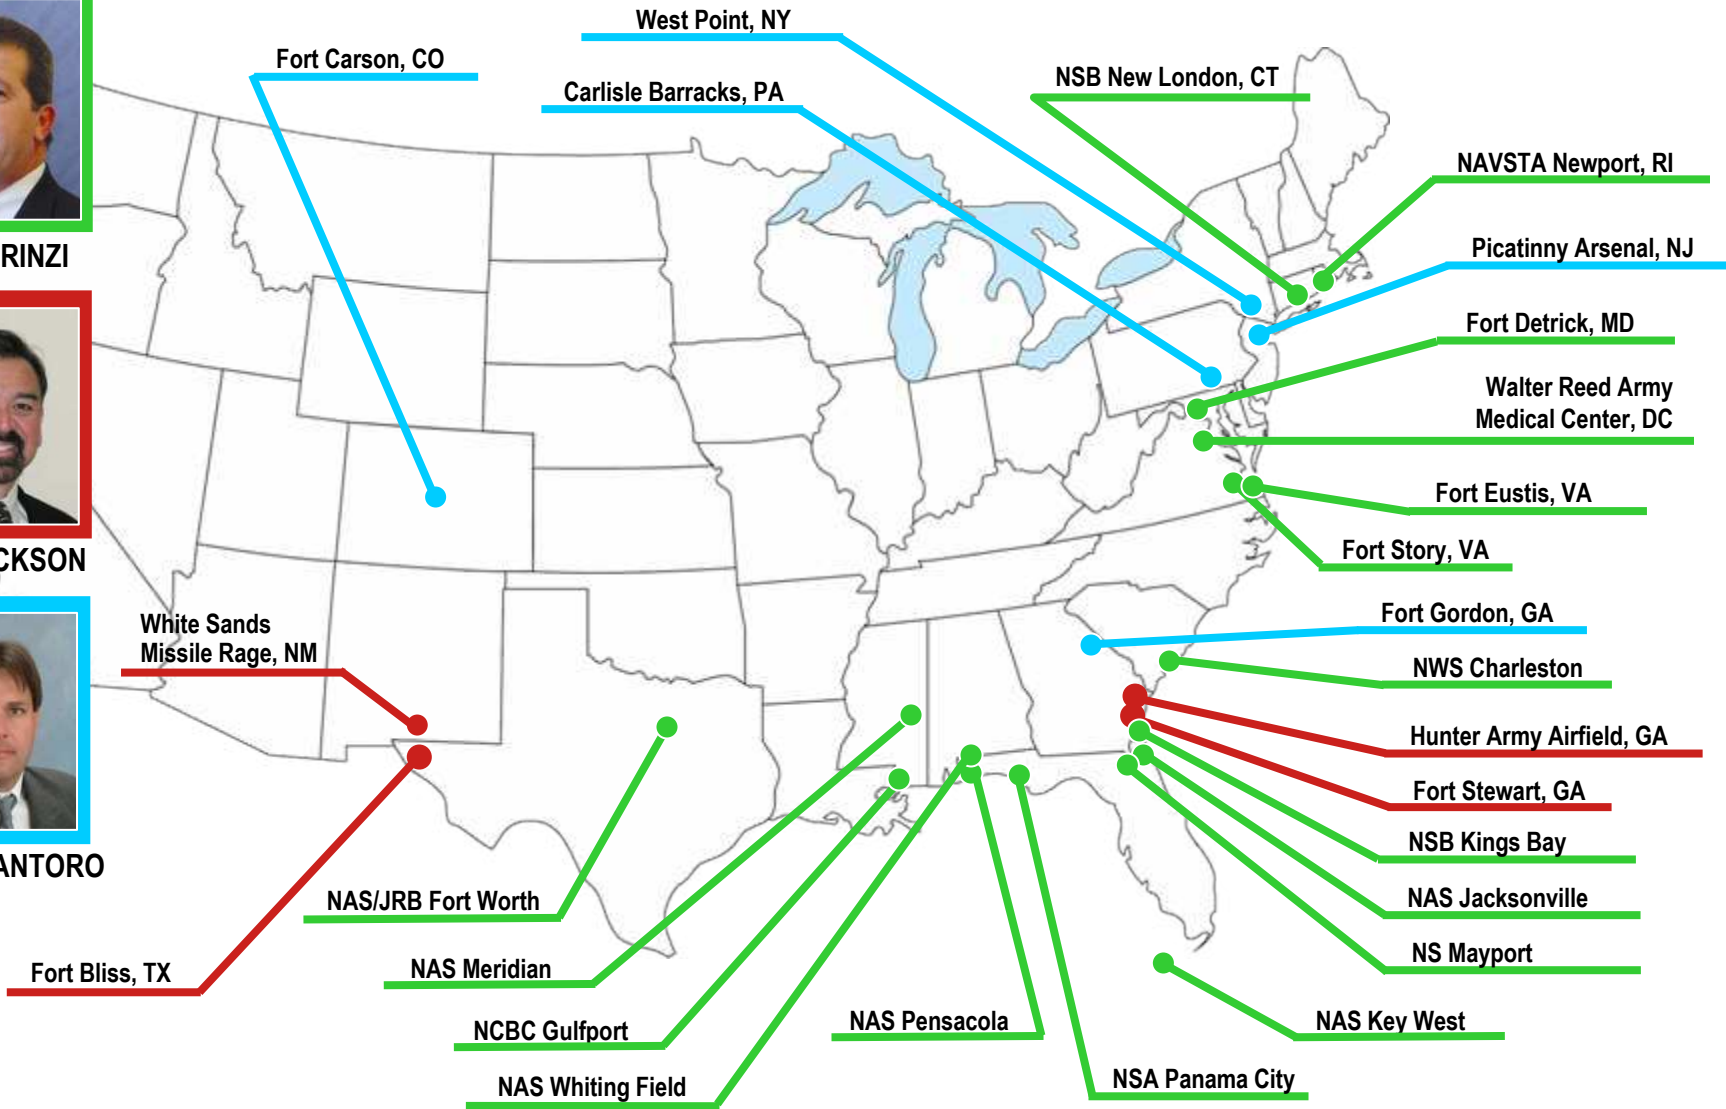 West Point, NY
Fort Carson, CO
Carlisle Barracks, PA
NSB New London, CT
NAVSTA Newport, RI
RINZI
Picatinny Arsenal, NJ
Fort Detrick, MD
Walter Reed Army
Medical Center, DC
Fort Eustis, VA
Fort Story, VA
CKSON
White Sands
Missile Rage, NM
Fort Gordon, GA
NWS Charleston
Hunter Army Airfield, GA
Fort Stewart, GA
NSB Kings Bay
ANTORO
NAS/JRB Fort Worth
NAS Jacksonville
NS Mayport
Fort Bliss, TX
NAS Meridian
NCBC Gulfport
NAS Pensacola
NAS Key West
NAS Whiting Field
NSA Panama City